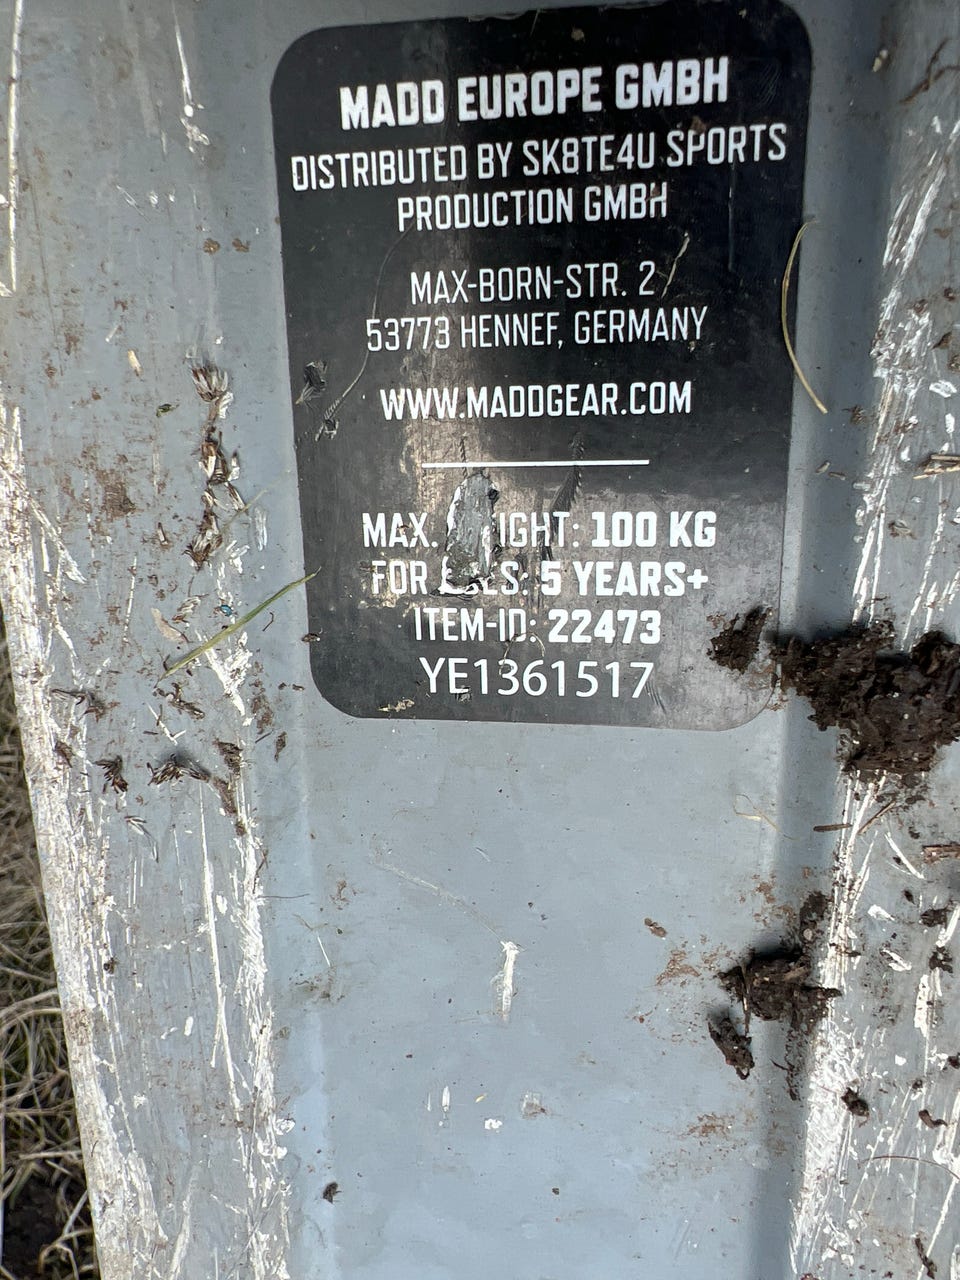 MADD EUROPE GMBH
DISTRIBUTED BY SK8TE4U SPORTS
PRODUCTION GMBH
MAX-BORN-STR. 2
53773 HENNEF, GERMANY
WWW.MADDGEAR.COM
MAX. 100 KG
FOR 5 YEARS+
ITEM-ID: 22473
YE1361517